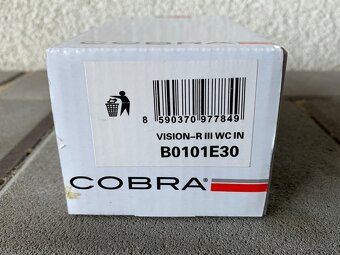 8 590370 977849
VISION-R III WC IN
B0101E30
COBRA®